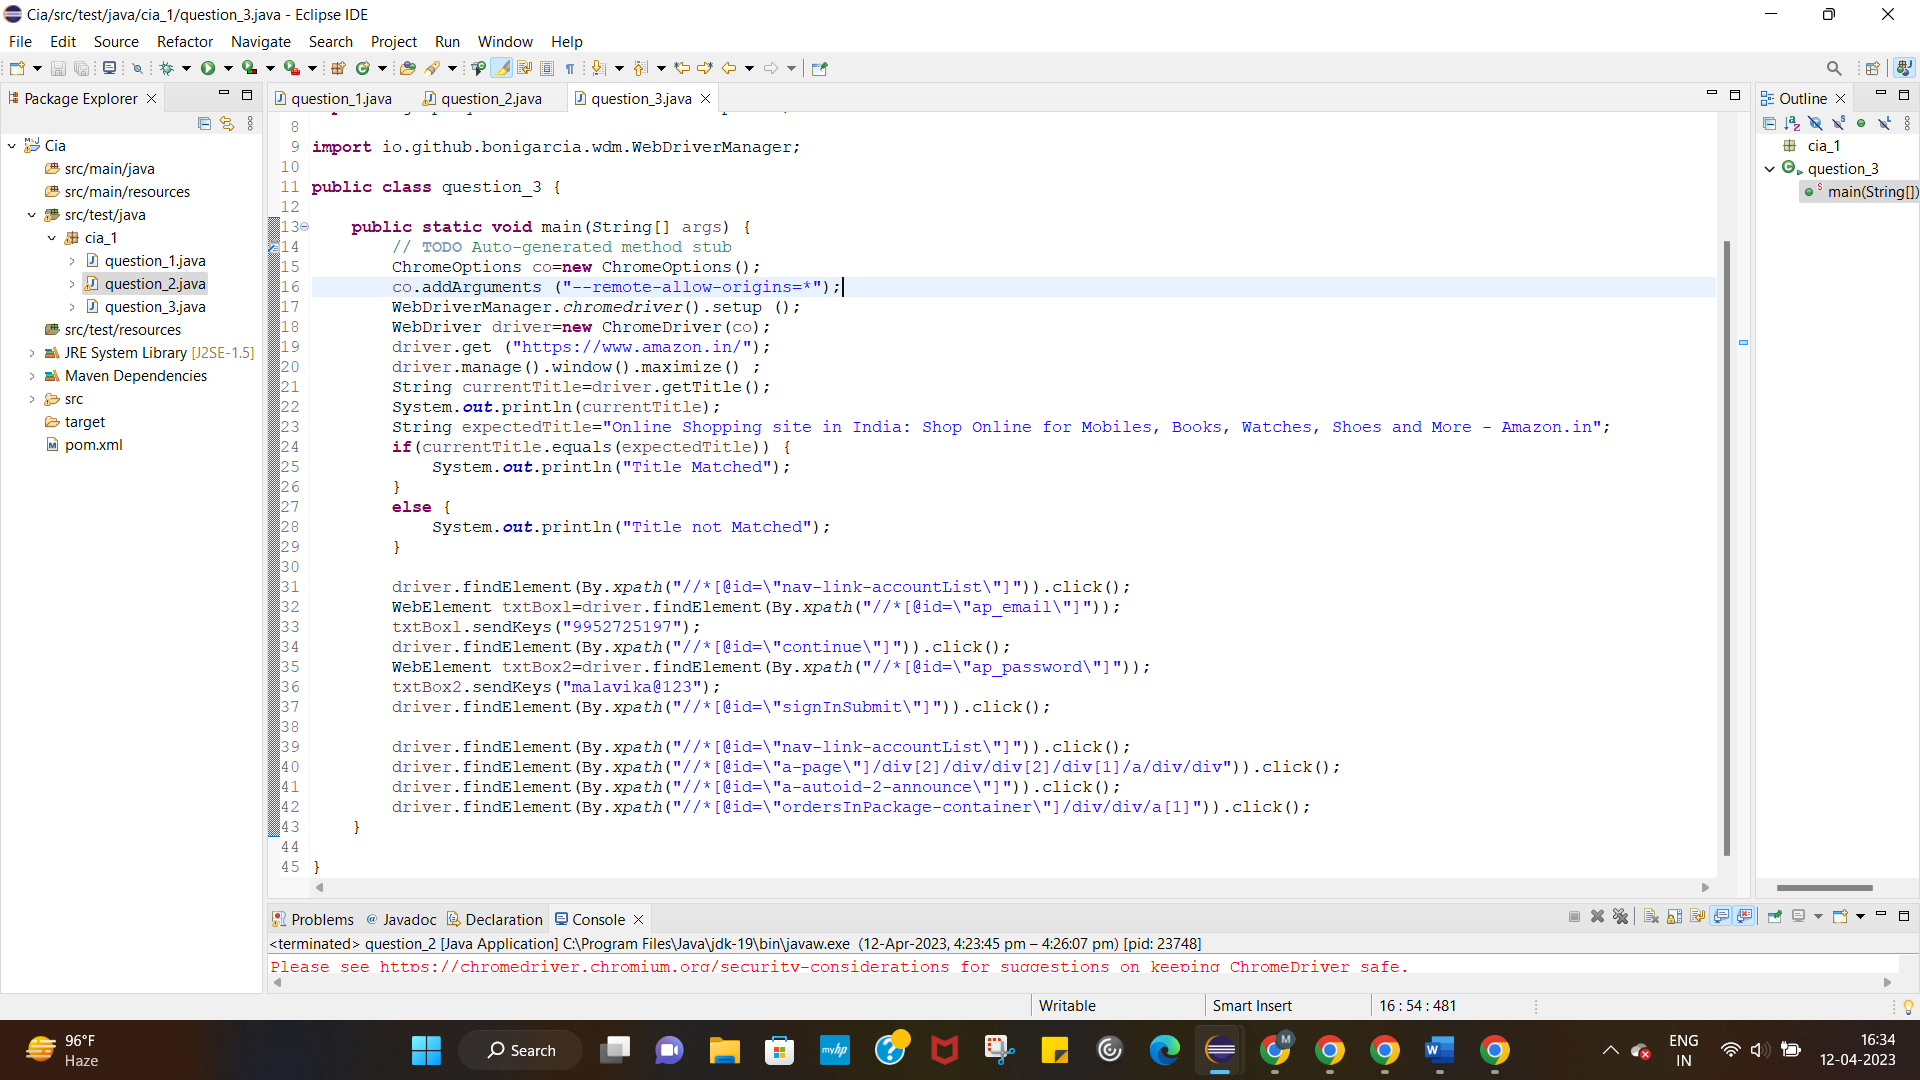 Cia/src/test/java/cia_1/question_3.java - Eclipse IDE
File Edit Source Refactor Navigate Search Project Run Window Help
Package Explorer
question_1.java question_2.java question_3.java
Outline
Cia
src/main/java
src/main/resources
src/test/java
cia_1
question_1.java
question_2.java
question_3.java
src/test/resources
JRE System Library [J2SE-1.5]
Maven Dependencies
src
target
pom.xml
8
9 import io.github.bonigarcia.wdm.WebDriverManager;
10
11 public class question_3 {
12
13 public static void main(String[] args) {
14 // TODO Auto-generated method stub
15 ChromeOptions co=new ChromeOptions();
16 co.addArguments ("--remote-allow-origins=*");
17 WebDriverManager.chromedriver().setup ();
18 WebDriver driver=new ChromeDriver(co);
19 driver.get ("https://www.amazon.in/");
20 driver.manage().window().maximize() ;
21 String currentTitle=driver.getTitle();
22 System.out.println(currentTitle);
23 String expectedTitle="Online Shopping site in India: Shop Online for Mobiles, Books, Watches, Shoes and More - Amazon.in";
24 if(currentTitle.equals(expectedTitle)) {
25 System.out.println("Title Matched");
26 }
27 else {
28 System.out.println("Title not Matched");
29 }
30
31 driver.findElement(By.xpath("//*[@id=\"nav-link-accountList\"]")).click();
32 WebElement txtBoxl=driver.findElement(By.xpath("//*[@id=\"ap_email\"]"));
33 txtBoxl.sendKeys("9952725197");
34 driver.findElement(By.xpath("//*[@id=\"continue\"]")).click();
35 WebElement txtBox2=driver.findElement(By.xpath("//*[@id=\"ap_password\"]"));
36 txtBox2.sendKeys("malavika@123");
37 driver.findElement(By.xpath("//*[@id=\"signInSubmit\"]")).click();
38
39 driver.findElement(By.xpath("//*[@id=\"nav-link-accountList\"]")).click();
40 driver.findElement(By.xpath("//*[@id=\"a-page\"]/div[2]/div/div[2]/div[1]/a/div/div")).click();
41 driver.findElement(By.xpath("//*[@id=\"a-autoid-2-announce\"]")).click();
42 driver.findElement(By.xpath("//*[@id=\"ordersInPackage-container\"]/div/div/a[1]")).click();
43 }
44
45 }
cia_1
question_3
main(String[])
Problems Javadoc Declaration Console
<terminated> question_2 [Java Application] C:\Program Files\Java\jdk-19\bin\javaw.exe (12-Apr-2023, 4:23:45 pm – 4:26:07 pm) [pid: 23748]
Please see https://chromedriver.chromium.org/security-considerations for suggestions on keeping ChromeDriver safe.
Writable Smart Insert 16 : 54 : 481
96°F
Haze
Search
ENG
IN
16:34
12-04-2023